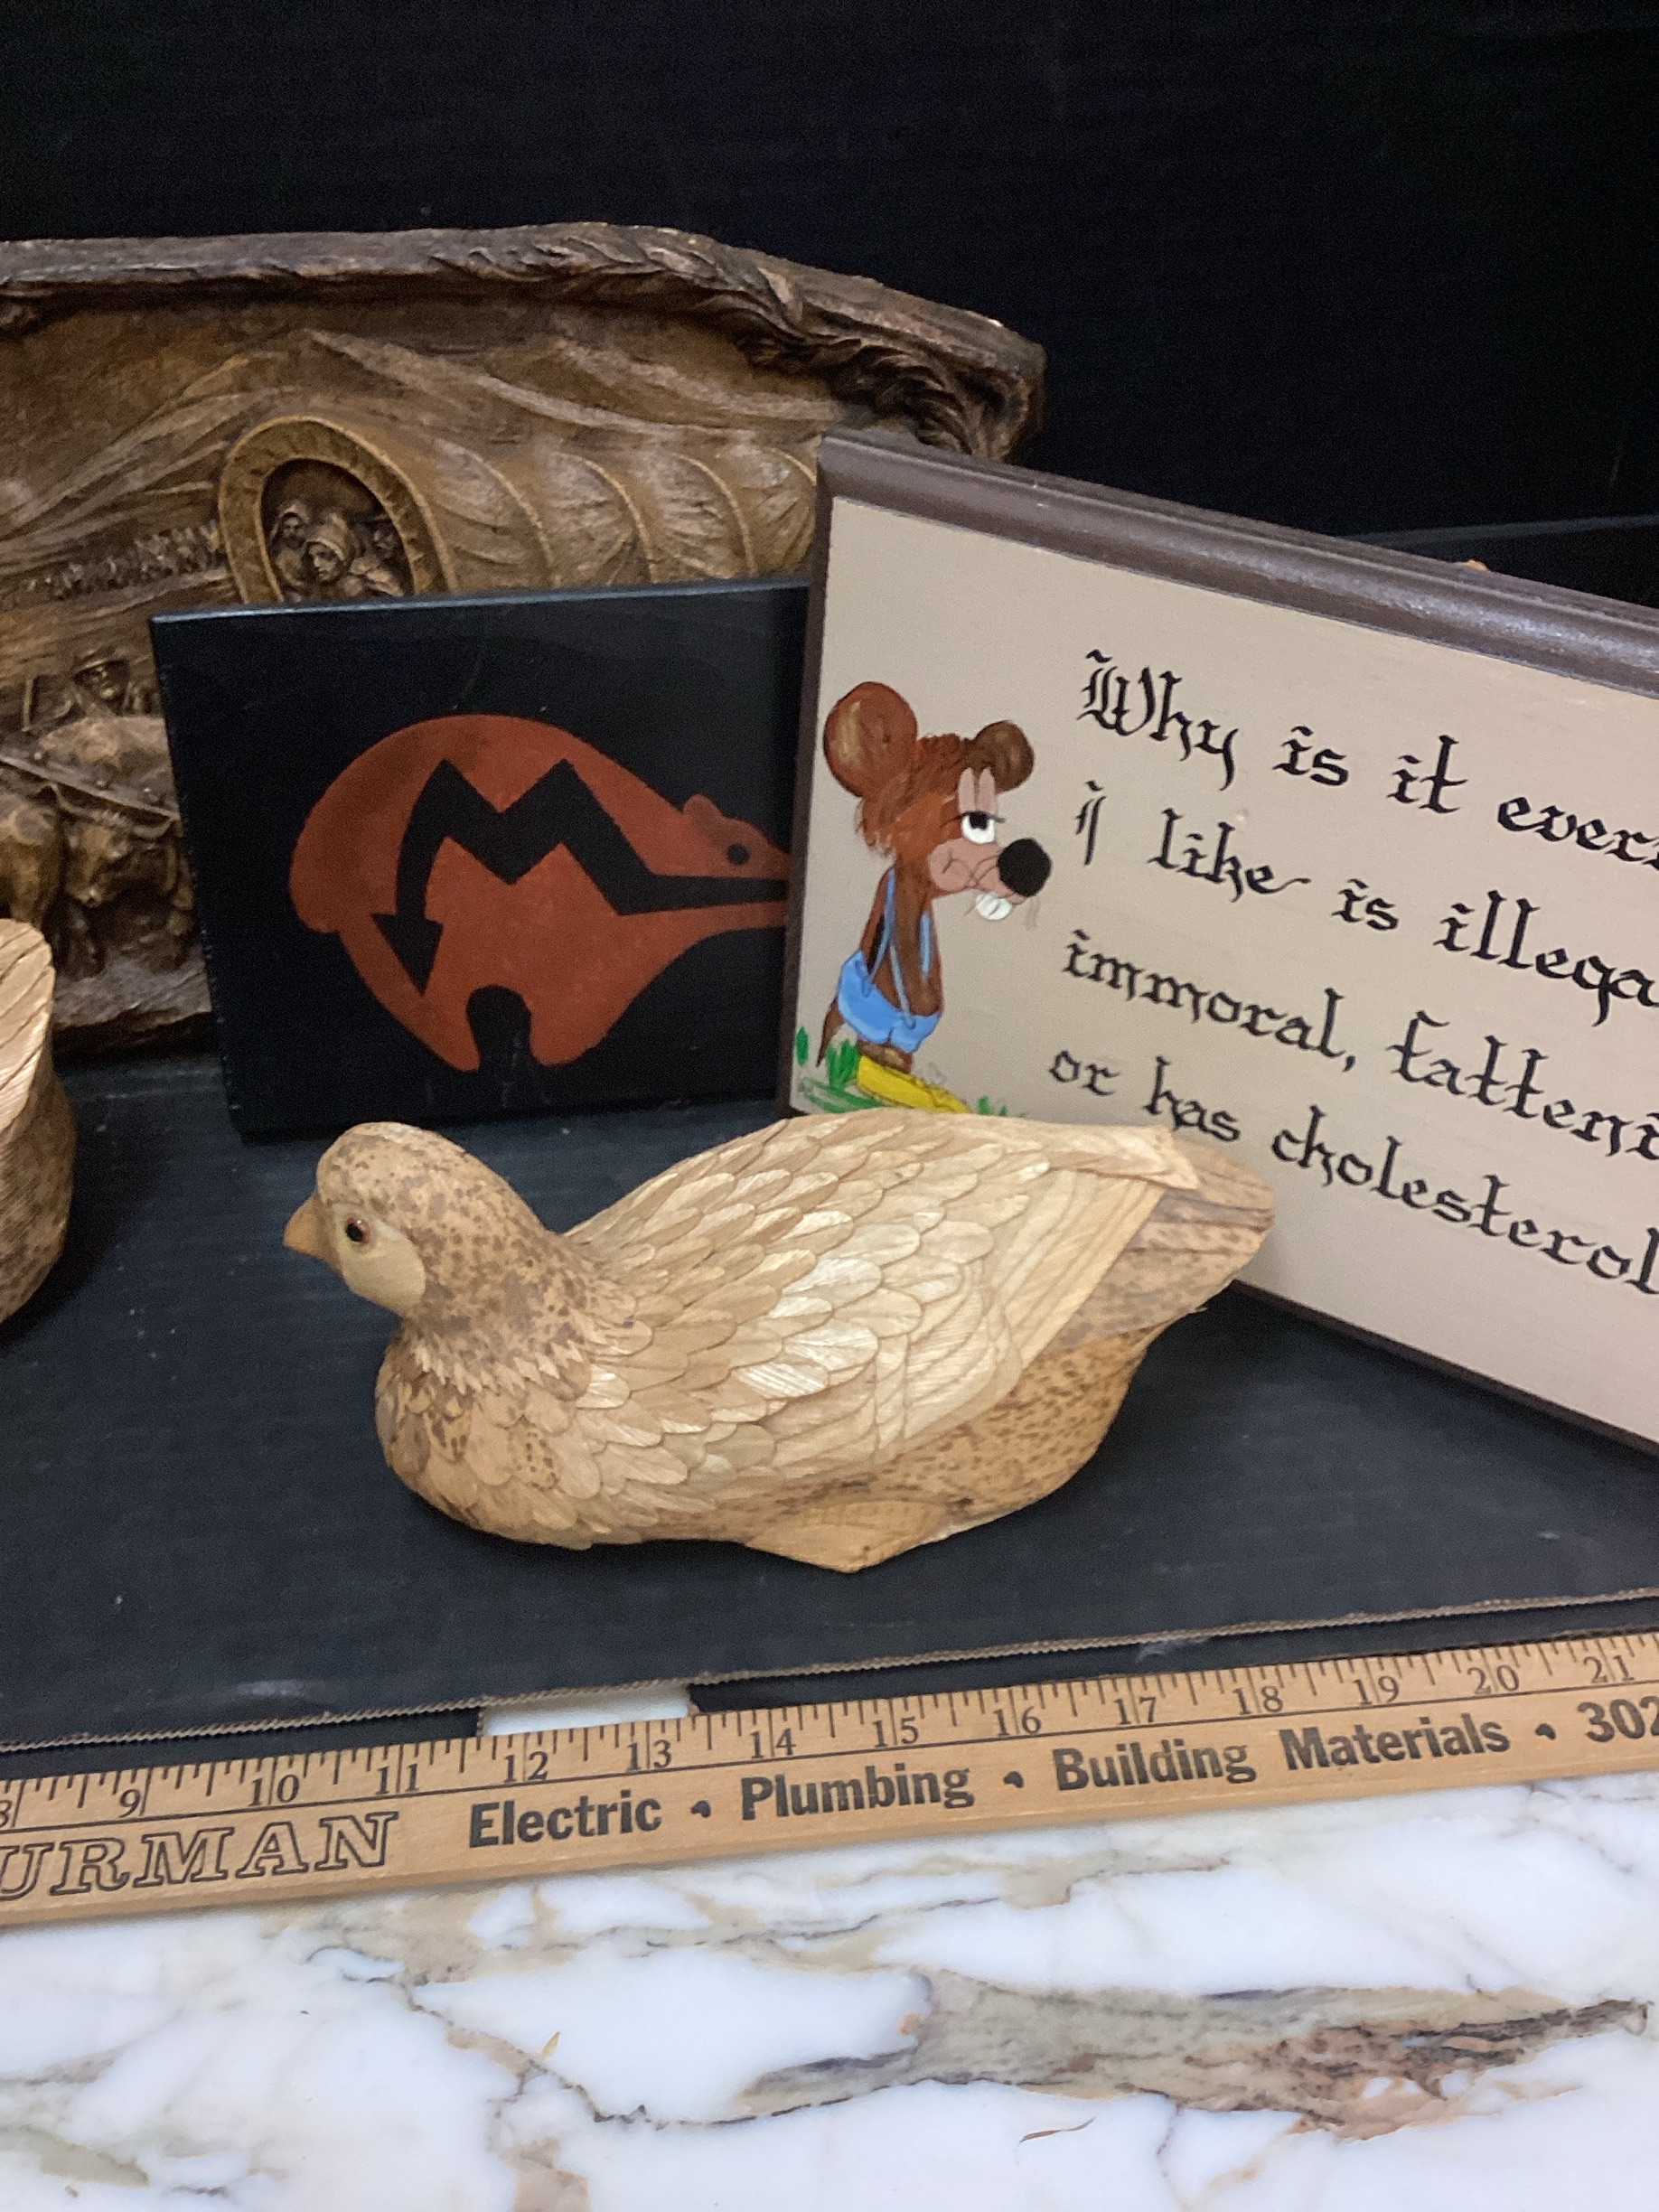 Why is it
I like is
immoral,
or has cholesterol
8 9 10 11 12 13 14 15 16 17 18 19 20 21
Electric • Plumbing • Building Materials • 302